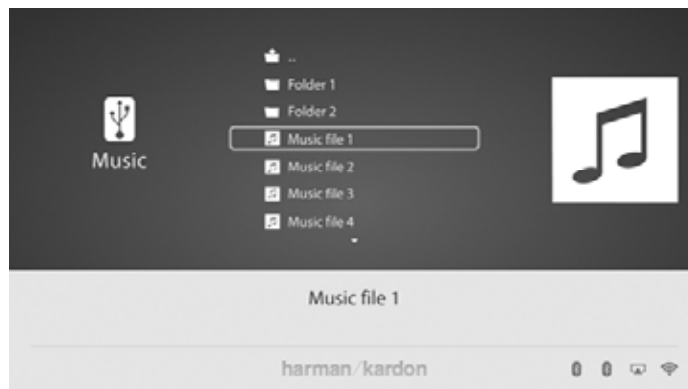 ..
Folder 1
Folder 2
Music file 1
Music
Music file 2
Music file 3
Music file 4
Music file 1
harman/kardon